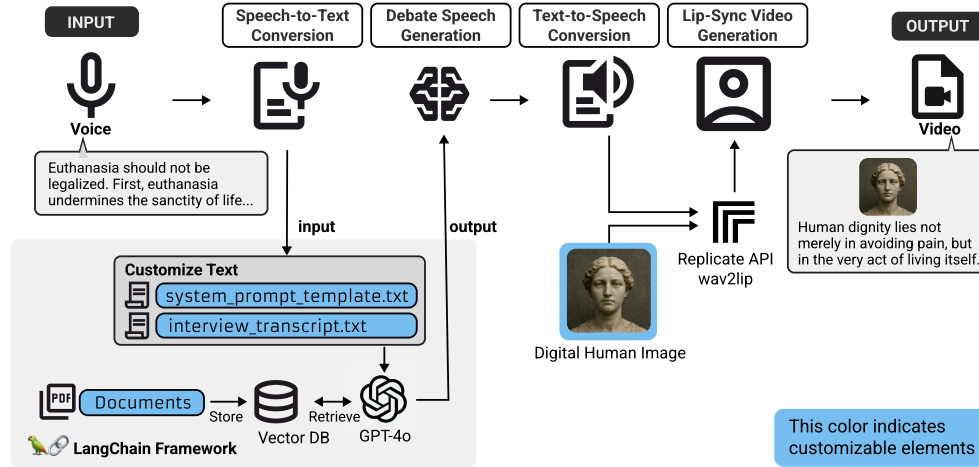 INPUT
Speech-to-Text
Conversion
Debate Speech
Generation
Text-to-Speech
Conversion
Lip-Sync Video
Generation
OUTPUT
Voice
Video
Euthanasia should not be
legalized. First, euthanasia
undermines the sanctity of life...
Human dignity lies not
merely in avoiding pain, but
in the very act of living itself.
input
output
Customize Text
system_prompt_template.txt
interview_transcript.txt
Replicate API
wav2lip
Digital Human Image
PDF
Documents
Store
Retrieve
Vector DB
GPT-4o
LangChain Framework
This color indicates
customizable elements